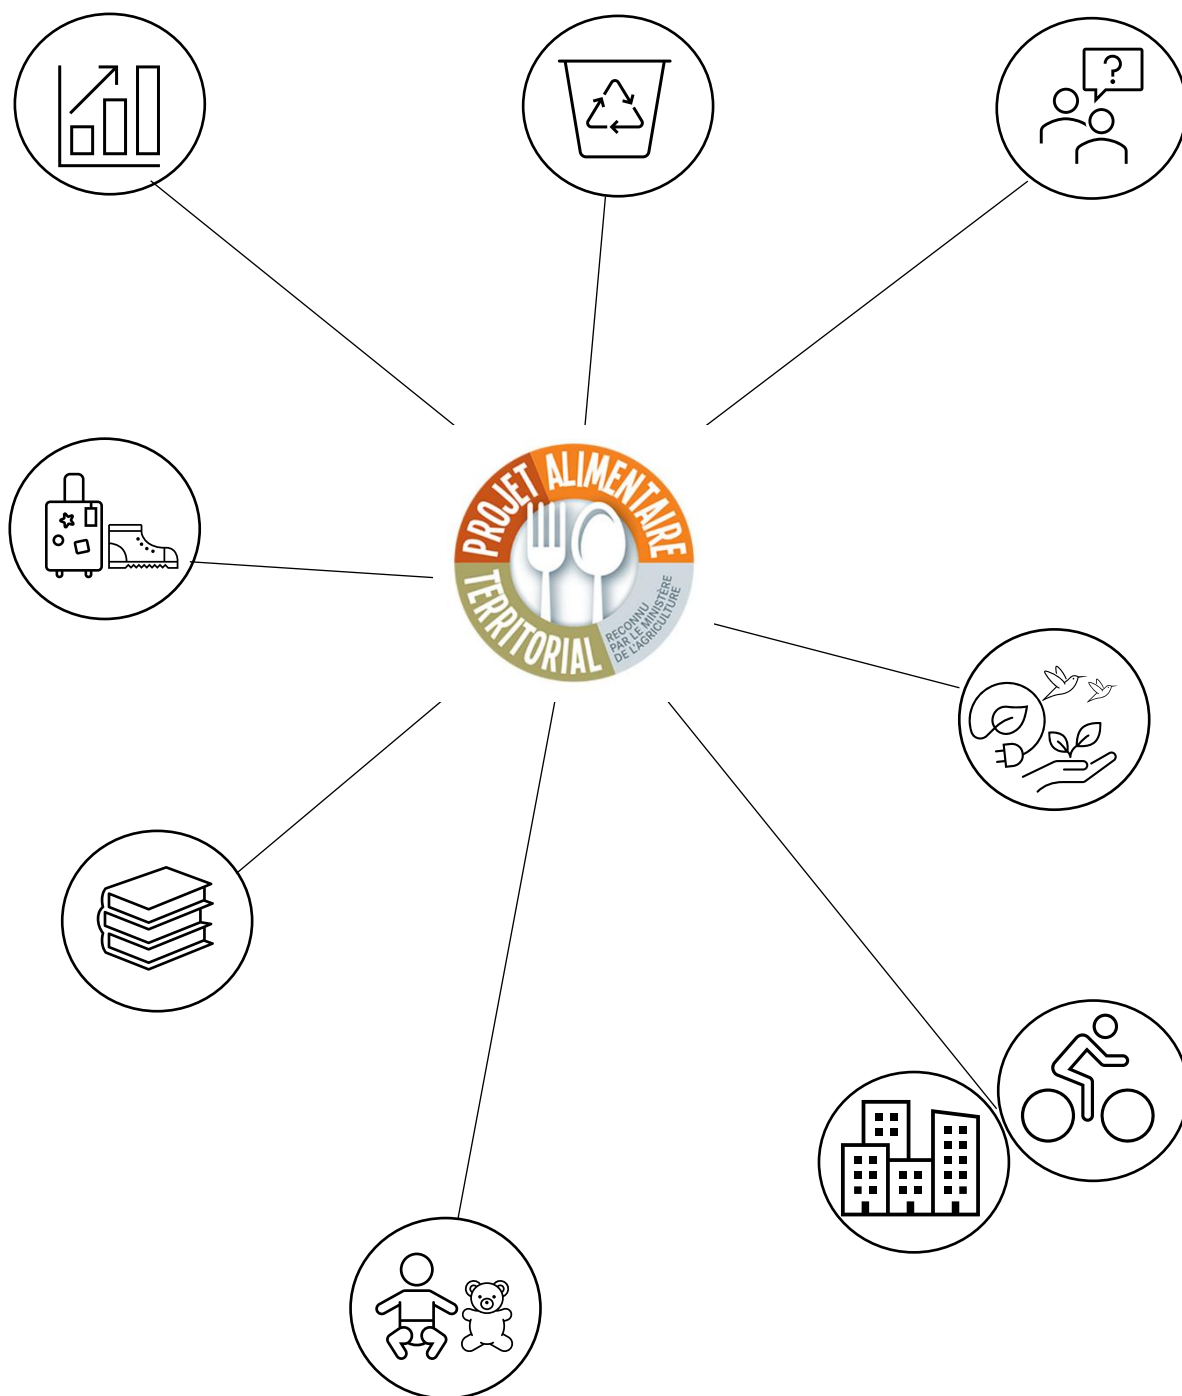 PROJET ALIMENTAIRE
TERRITORIAL
RECONNU
PAR LE MINISTÈRE
DE L'AGRICULTURE
?